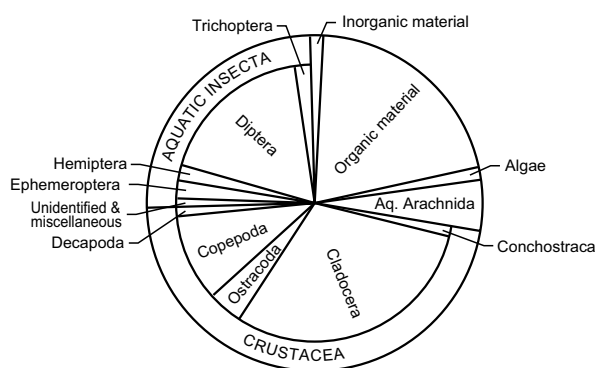 Trichoptera
Inorganic material
AQUATIC INSECTA
Diptera
Organic material
Hemiptera
Algae
Ephemeroptera
Aq. Arachnida
Unidentified &
miscellaneous
Decapoda
Conchostraca
Copepoda
Ostracoda
Cladocera
CRUSTACEA